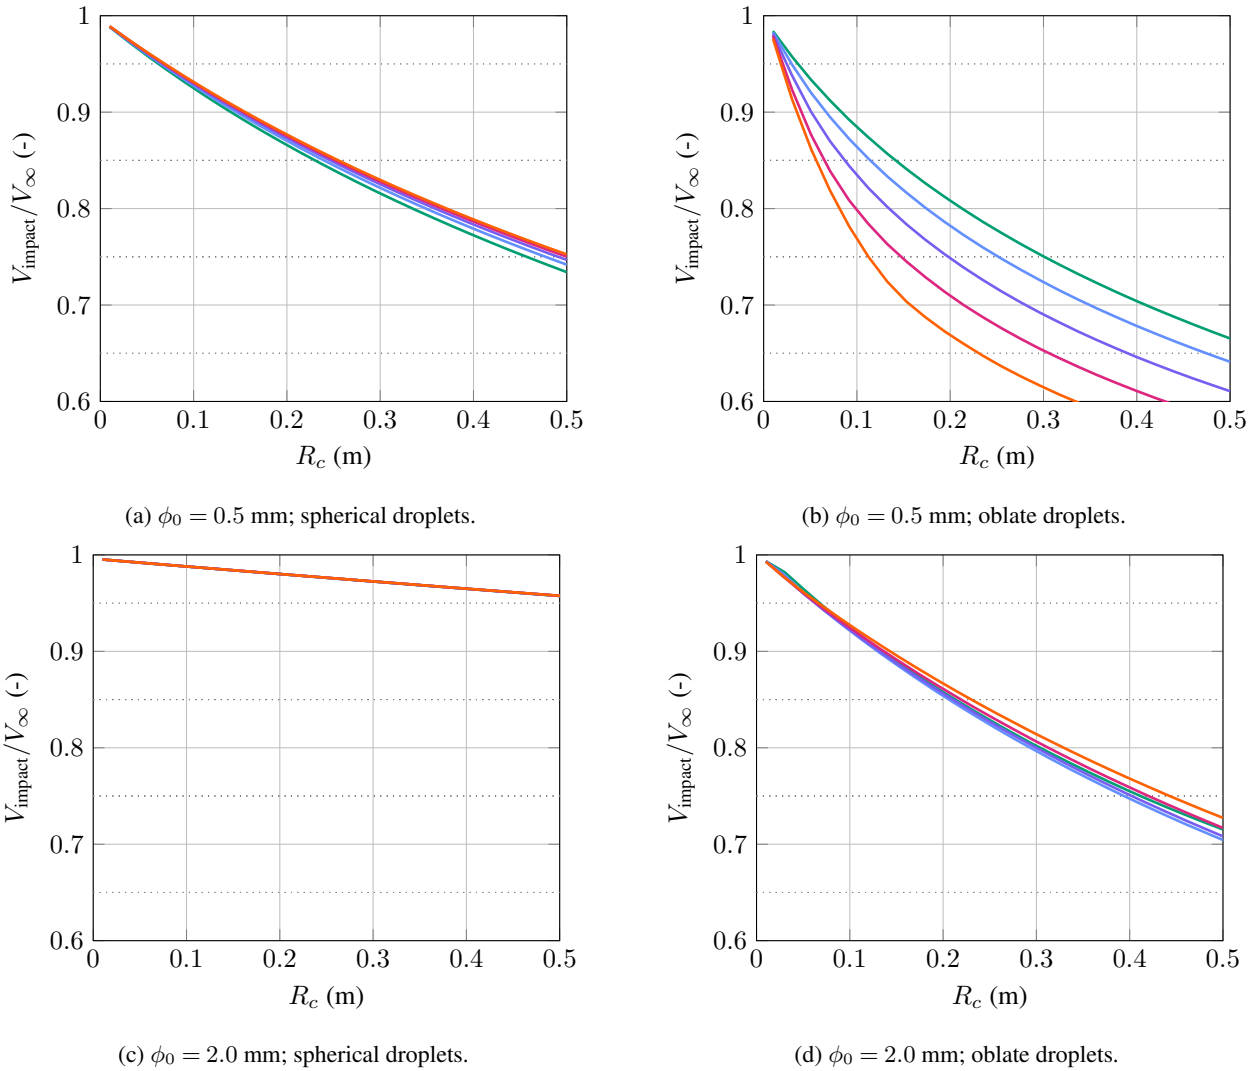 1
0.9
0.8
0.7
0.6
V_impact/V_∞ (-)
0 0.1 0.2 0.3 0.4 0.5
R_c (m)
(a) ϕ_0 = 0.5 mm; spherical droplets.
1
0.9
0.8
0.7
0.6
V_impact/V_∞ (-)
0 0.1 0.2 0.3 0.4 0.5
R_c (m)
(b) ϕ_0 = 0.5 mm; oblate droplets.
1
0.9
0.8
0.7
0.6
V_impact/V_∞ (-)
0 0.1 0.2 0.3 0.4 0.5
R_c (m)
(c) ϕ_0 = 2.0 mm; spherical droplets.
1
0.9
0.8
0.7
0.6
V_impact/V_∞ (-)
0 0.1 0.2 0.3 0.4 0.5
R_c (m)
(d) ϕ_0 = 2.0 mm; oblate droplets.